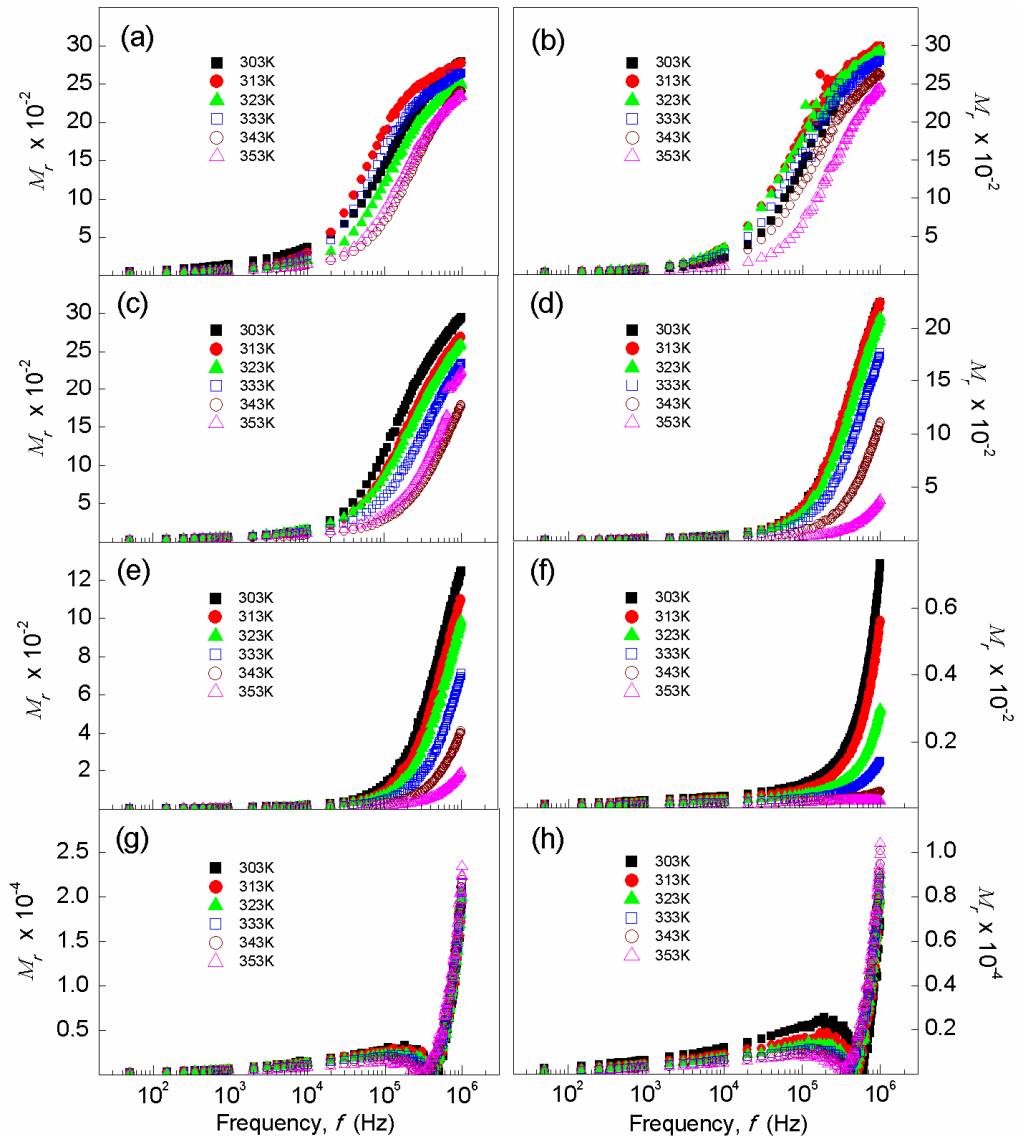 (a)
30
25
20
15
10
5
M_r x 10^-2
303K
313K
323K
333K
343K
353K
(b)
30
25
20
15
10
5
M_r x 10^-2
303K
313K
323K
333K
343K
353K
(c)
30
25
20
15
10
5
M_r x 10^-2
303K
313K
323K
333K
343K
353K
(d)
20
15
10
5
M_r x 10^-2
303K
313K
323K
333K
343K
353K
(e)
12
10
8
6
4
2
M_r x 10^-2
303K
313K
323K
333K
343K
353K
(f)
0.6
0.4
0.2
M_r x 10^-2
303K
313K
323K
333K
343K
353K
(g)
2.5
2.0
1.5
1.0
0.5
M_r x 10^-4
303K
313K
323K
333K
343K
353K
10^2 10^3 10^4 10^5 10^6
Frequency, f (Hz)
(h)
1.0
0.8
0.6
0.4
0.2
M_r x 10^-4
303K
313K
323K
333K
343K
353K
10^2 10^3 10^4 10^5 10^6
Frequency, f (Hz)